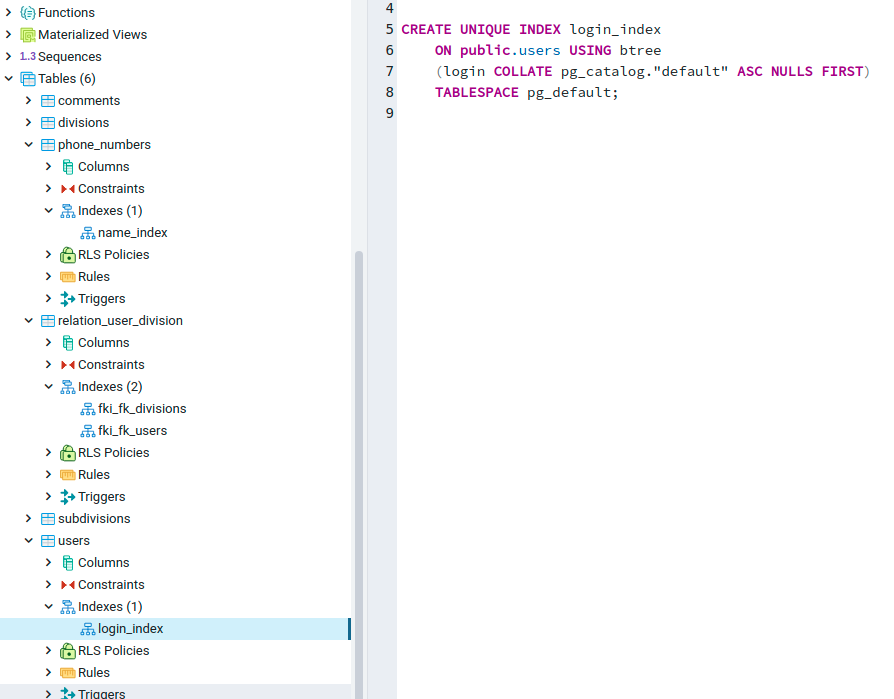 Functions
Materialized Views
1.3 Sequences
Tables (6)
comments
divisions
phone_numbers
Columns
Constraints
Indexes (1)
name_index
RLS Policies
Rules
Triggers
relation_user_division
Columns
Constraints
Indexes (2)
fki_fk_divisions
fki_fk_users
RLS Policies
Rules
Triggers
subdivisions
users
Columns
Constraints
Indexes (1)
login_index
RLS Policies
Rules
Triggers
4
5 CREATE UNIQUE INDEX login_index
6 ON public.users USING btree
7 (login COLLATE pg_catalog."default" ASC NULLS FIRST)
8 TABLESPACE pg_default;
9